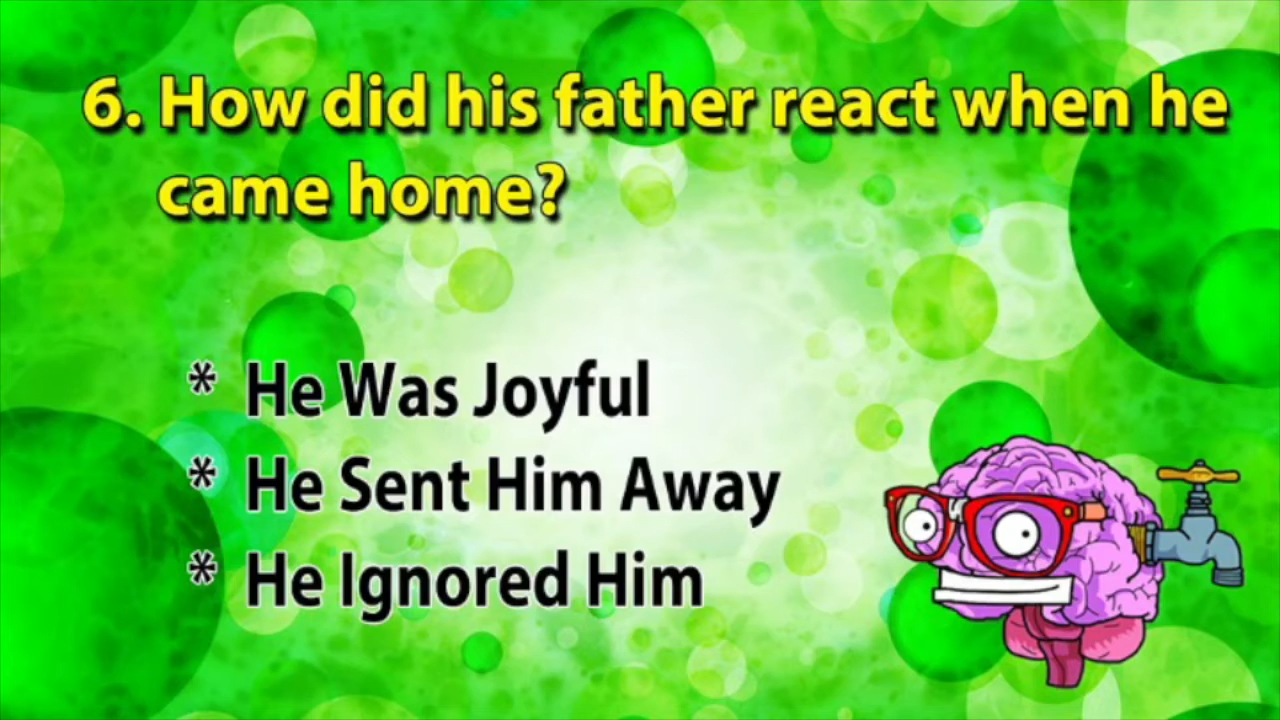 6. How did his father react when he
came home?
* He Was Joyful
* He Sent Him Away
* He Ignored Him